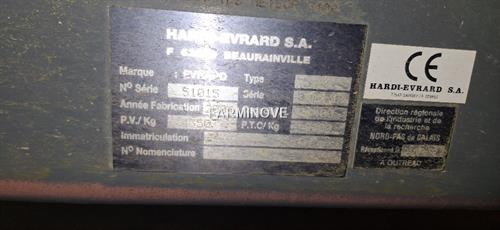 HARDI-EVRARD S.A.
BEAURAINVILLE
Marque : EVRARD Type
N° Série 51015 Série
Année Fabrication
FARMINOVE
P.V./Kg P.T.C/Kg
Immatriculation
N° Nomenclature
CE
HARDI-EVRARD S.A.
Direction régionale
de l'industrie et de
la recherche
NORD-PAS DE CALAIS
A OUTREAU